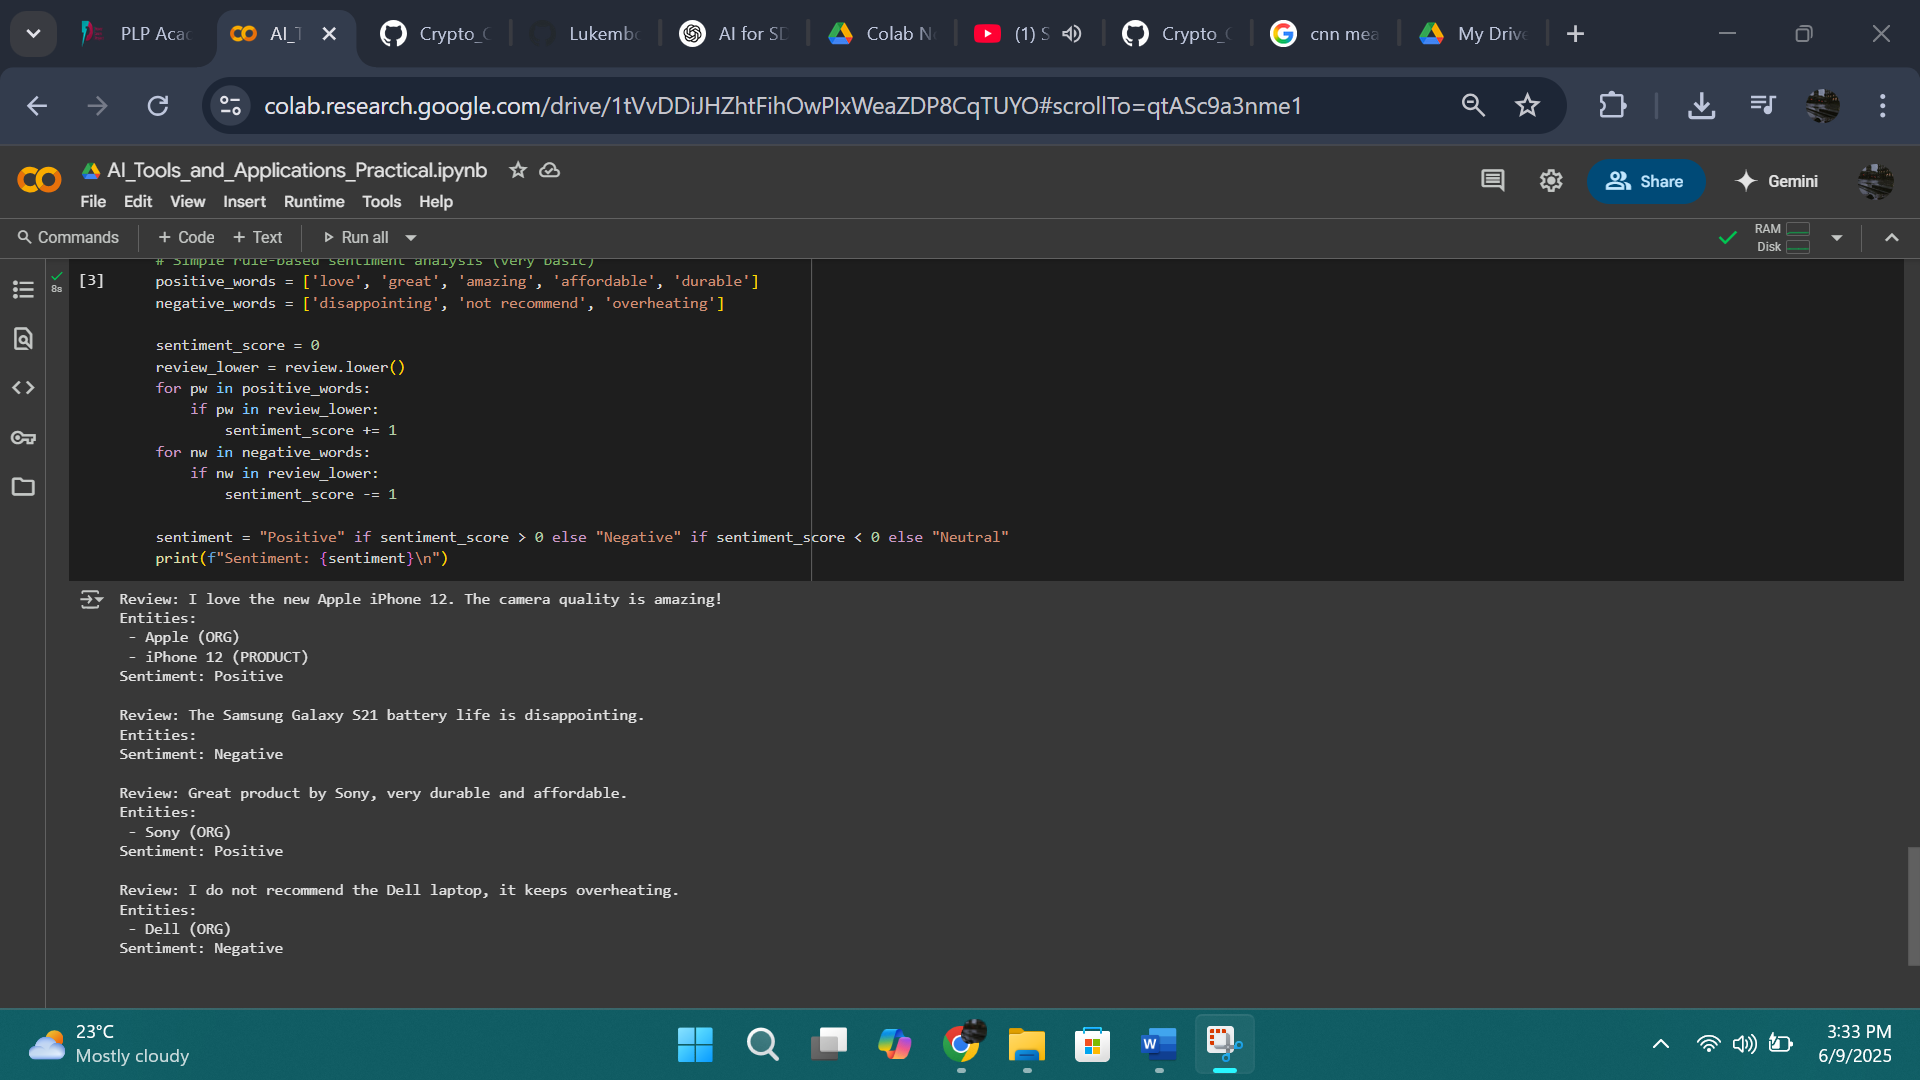 PLP Aca
AI_T
Crypto_
Lukemb
AI for SD
Colab N
(1) S
Crypto_
cnn mea
My Drive
colab.research.google.com/drive/1tVvDDiJHZhtFihOwPlxWeaZDP8CqTUYO#scrollTo=qtASc9a3nme1
AI_Tools_and_Applications_Practical.ipynb
File Edit View Insert Runtime Tools Help
Share
Gemini
Commands + Code + Text Run all
RAM
Disk
[3]
8s
# Simple rule-based sentiment analysis (very basic)
positive_words = ['love', 'great', 'amazing', 'affordable', 'durable']
negative_words = ['disappointing', 'not recommend', 'overheating']
sentiment_score = 0
review_lower = review.lower()
for pw in positive_words:
if pw in review_lower:
sentiment_score += 1
for nw in negative_words:
if nw in review_lower:
sentiment_score -= 1
sentiment = "Positive" if sentiment_score > 0 else "Negative" if sentiment_score < 0 else "Neutral"
print(f"Sentiment: {sentiment}\n")
Review: I love the new Apple iPhone 12. The camera quality is amazing!
Entities:
- Apple (ORG)
- iPhone 12 (PRODUCT)
Sentiment: Positive
Review: The Samsung Galaxy S21 battery life is disappointing.
Entities:
Sentiment: Negative
Review: Great product by Sony, very durable and affordable.
Entities:
- Sony (ORG)
Sentiment: Positive
Review: I do not recommend the Dell laptop, it keeps overheating.
Entities:
- Dell (ORG)
Sentiment: Negative
23°C
Mostly cloudy
3:33 PM
6/9/2025